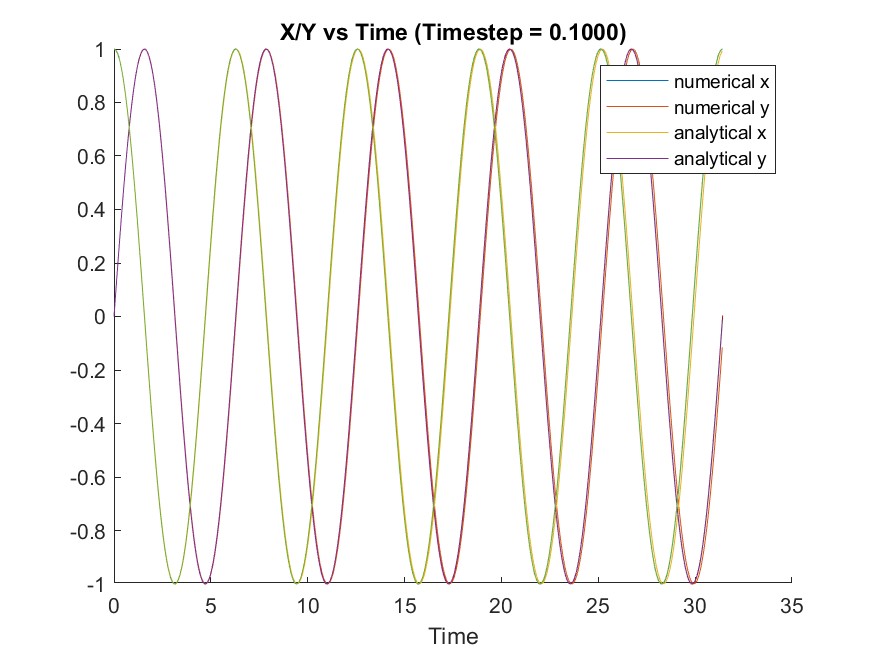 X/Y vs Time (Timestep = 0.1000)
1
0.8
0.6
0.4
0.2
0
-0.2
-0.4
-0.6
-0.8
-1
numerical x
numerical y
analytical x
analytical y
0 5 10 15 20 25 30 35
Time